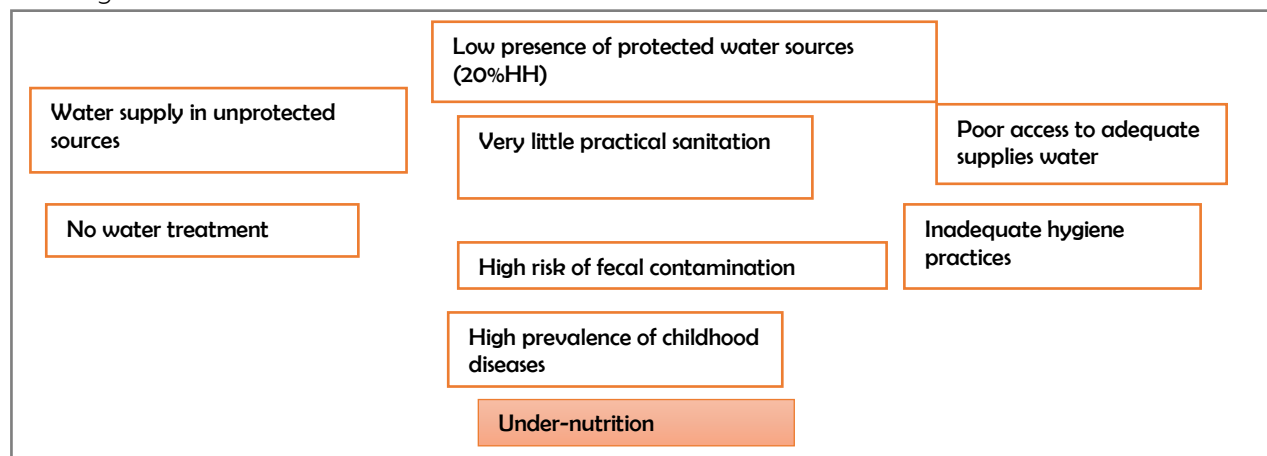 Low presence of protected water sources
(20%HH)
Water supply in unprotected
sources
Very little practical sanitation
Poor access to adequate
supplies water
No water treatment
Inadequate hygiene
practices
High risk of fecal contamination
High prevalence of childhood
diseases
Under-nutrition